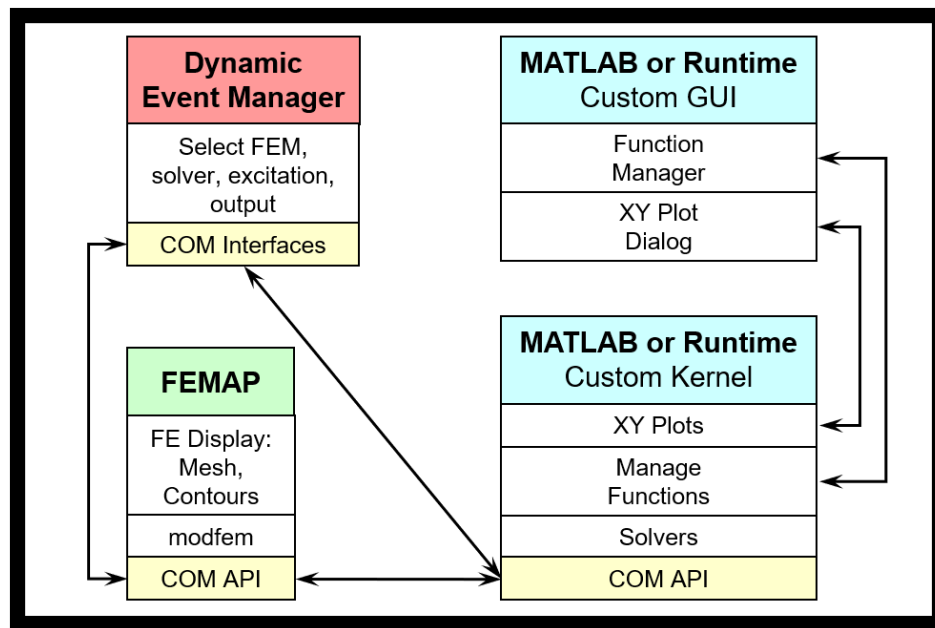 Dynamic
Event Manager
Select FEM,
solver, excitation,
output
COM Interfaces
MATLAB or Runtime
Custom GUI
Function
Manager
XY Plot
Dialog
FEMAP
FE Display:
Mesh,
Contours
modfem
COM API
MATLAB or Runtime
Custom Kernel
XY Plots
Manage
Functions
Solvers
COM API